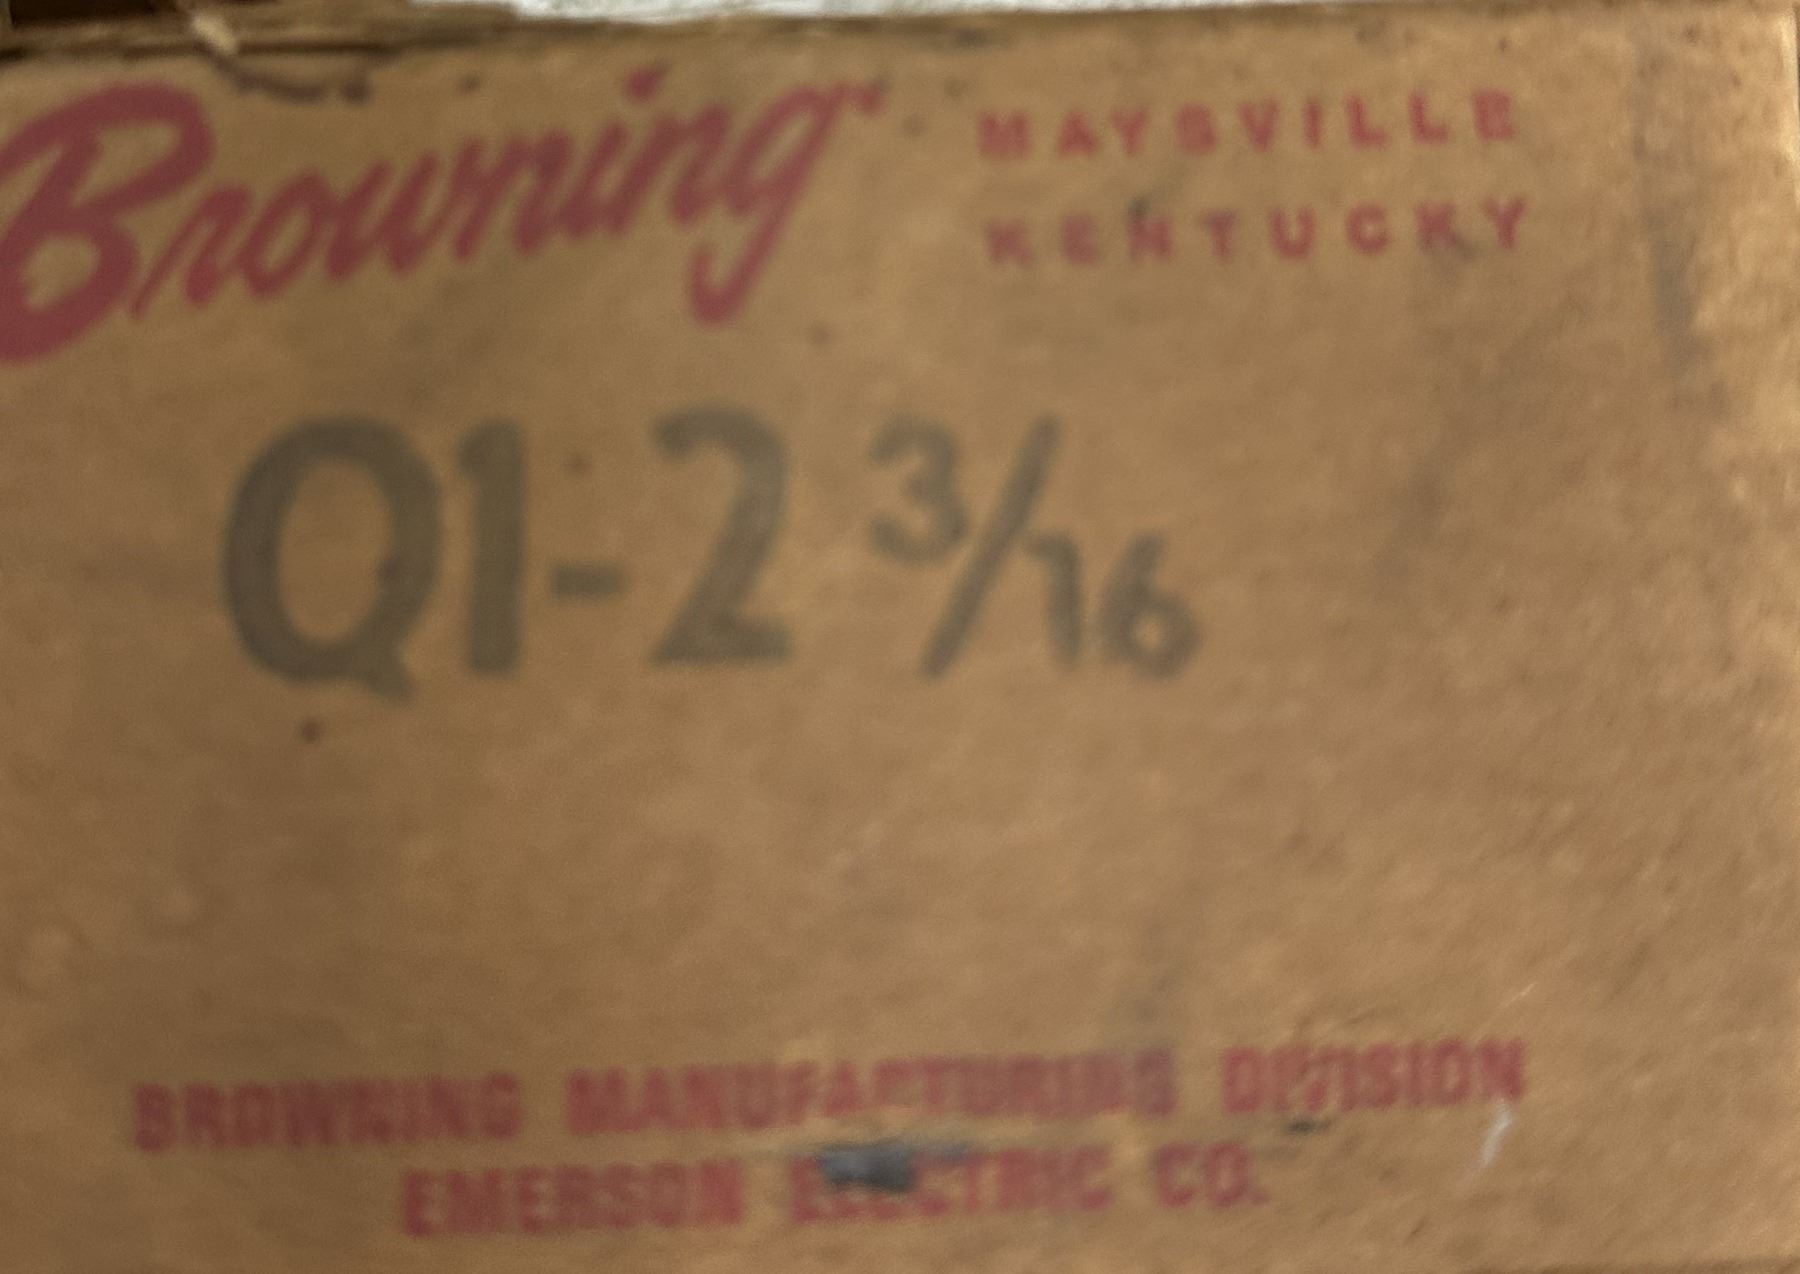 Browning
MAYSVILLE
KENTUCKY
Q1-2 3/16
BROWNING MANUFACTURING DIVISION
EMERSON ELECTRIC CO.